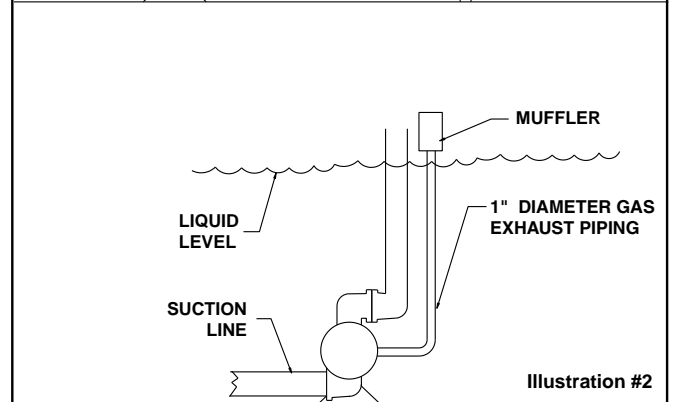 MUFFLER
LIQUID
LEVEL
1" DIAMETER GAS
EXHAUST PIPING
SUCTION
LINE
Illustration #2